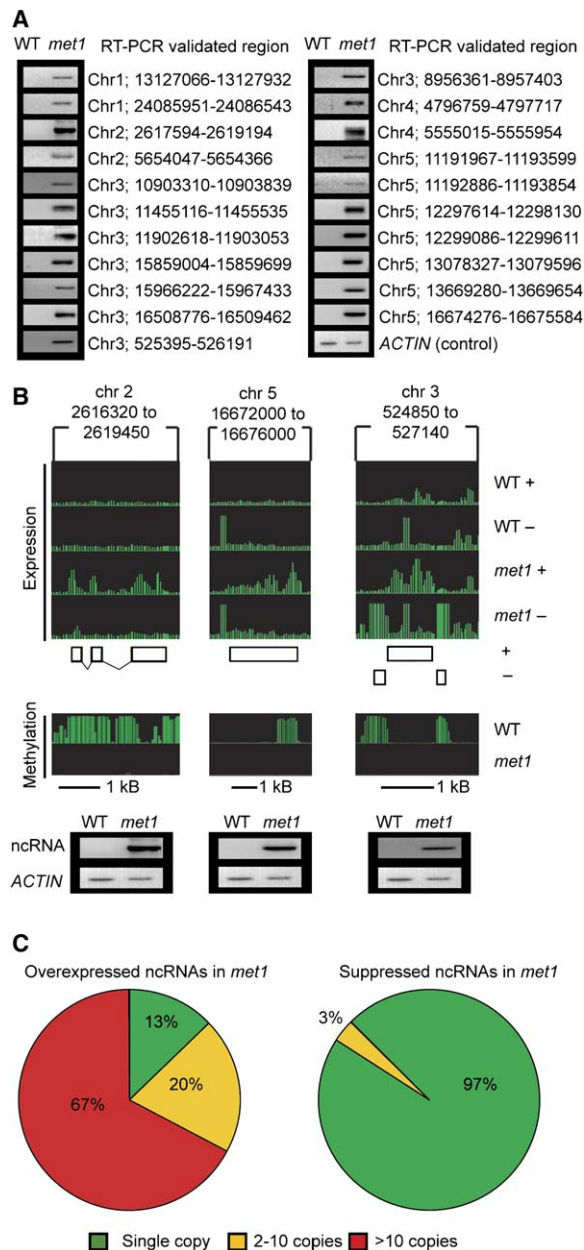 A
WT met1 RT-PCR validated region
Chr1; 13127066-13127932
Chr1; 24085951-24086543
Chr2; 2617594-2619194
Chr2; 5654047-5654366
Chr3; 10903310-10903839
Chr3; 11455116-11455535
Chr3; 11902618-11903053
Chr3; 15859004-15859699
Chr3; 15966222-15967433
Chr3; 16508776-16509462
Chr3; 525395-526191
WT met1 RT-PCR validated region
Chr3; 8956361-8957403
Chr4; 4796759-4797717
Chr4; 5555015-5555954
Chr5; 11191967-11193599
Chr5; 11192886-11193854
Chr5; 12297614-12298130
Chr5; 12299086-12299611
Chr5; 13078327-13079596
Chr5; 13669280-13669654
Chr5; 16674276-16675584
ACTIN (control)
B
chr 2
2616320 to
2619450
chr 5
16672000 to
16676000
chr 3
524850 to
527140
Expression
WT +
WT –
met1 +
met1 –
+
–
Methylation
WT
met1
1 kB
1 kB
1 kB
WT met1
WT met1
WT met1
ncRNA
ACTIN
C
Overexpressed ncRNAs in met1
Suppressed ncRNAs in met1
13%
20%
67%
3%
97%
Single copy
2-10 copies
>10 copies